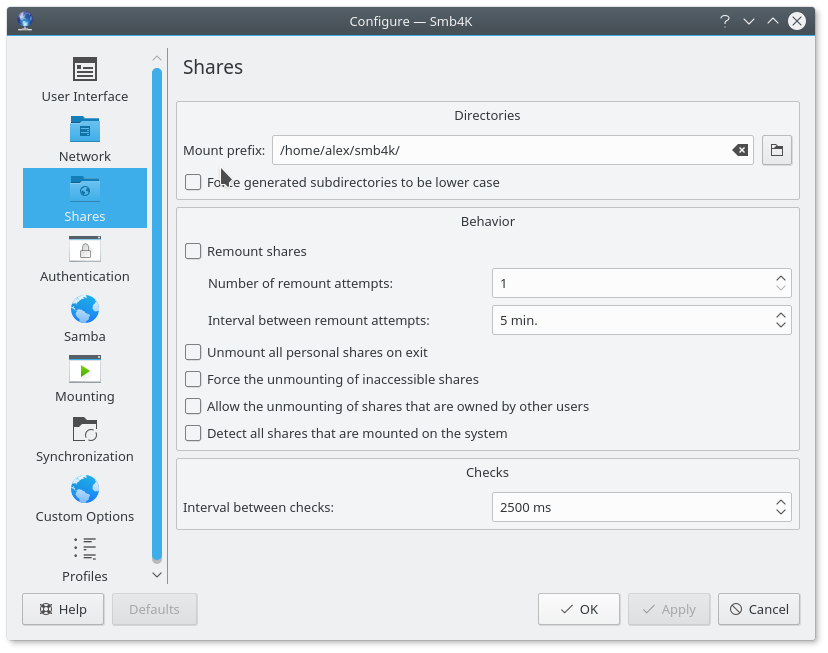 Configure — Smb4K
User Interface
Network
Shares
Authentication
Samba
Mounting
Synchronization
Custom Options
Profiles
Shares
Directories
Mount prefix: /home/alex/smb4k/
Force generated subdirectories to be lower case
Behavior
Remount shares
Number of remount attempts: 1
Interval between remount attempts: 5 min.
Unmount all personal shares on exit
Force the unmounting of inaccessible shares
Allow the unmounting of shares that are owned by other users
Detect all shares that are mounted on the system
Checks
Interval between checks: 2500 ms
Help Defaults OK Apply Cancel